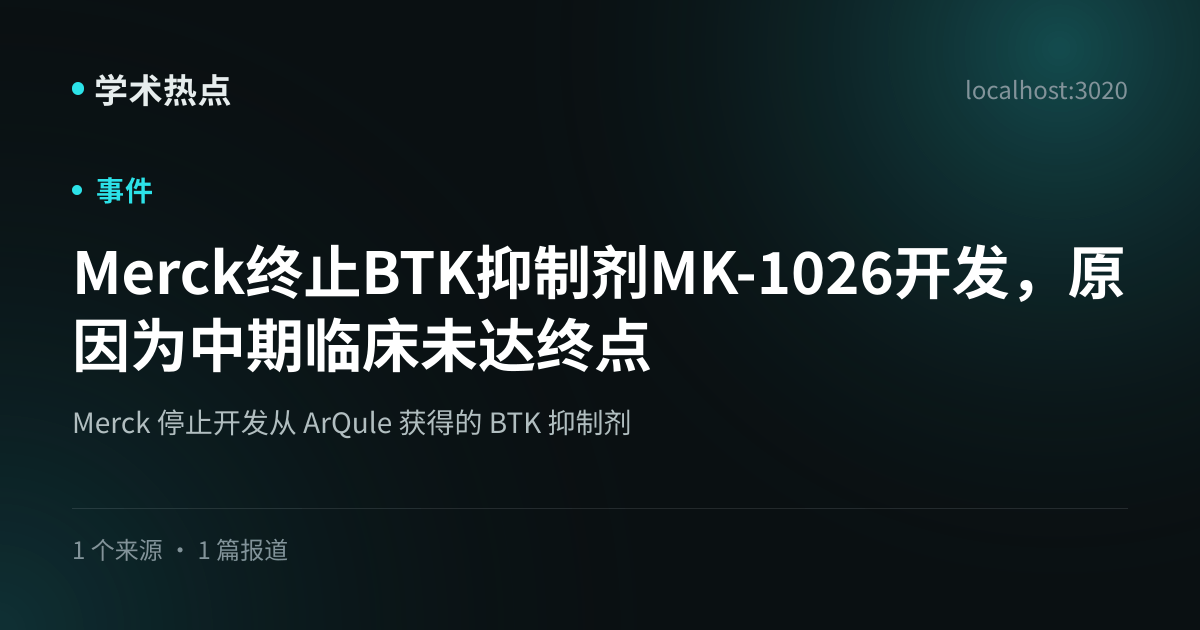 学术热点
localhost:3020
事件
Merck终止BTK抑制剂MK-1026开发，原
因为中期临床未达终点
Merck 停止开发从 ArQule 获得的 BTK 抑制剂
1 个来源 · 1 篇报道